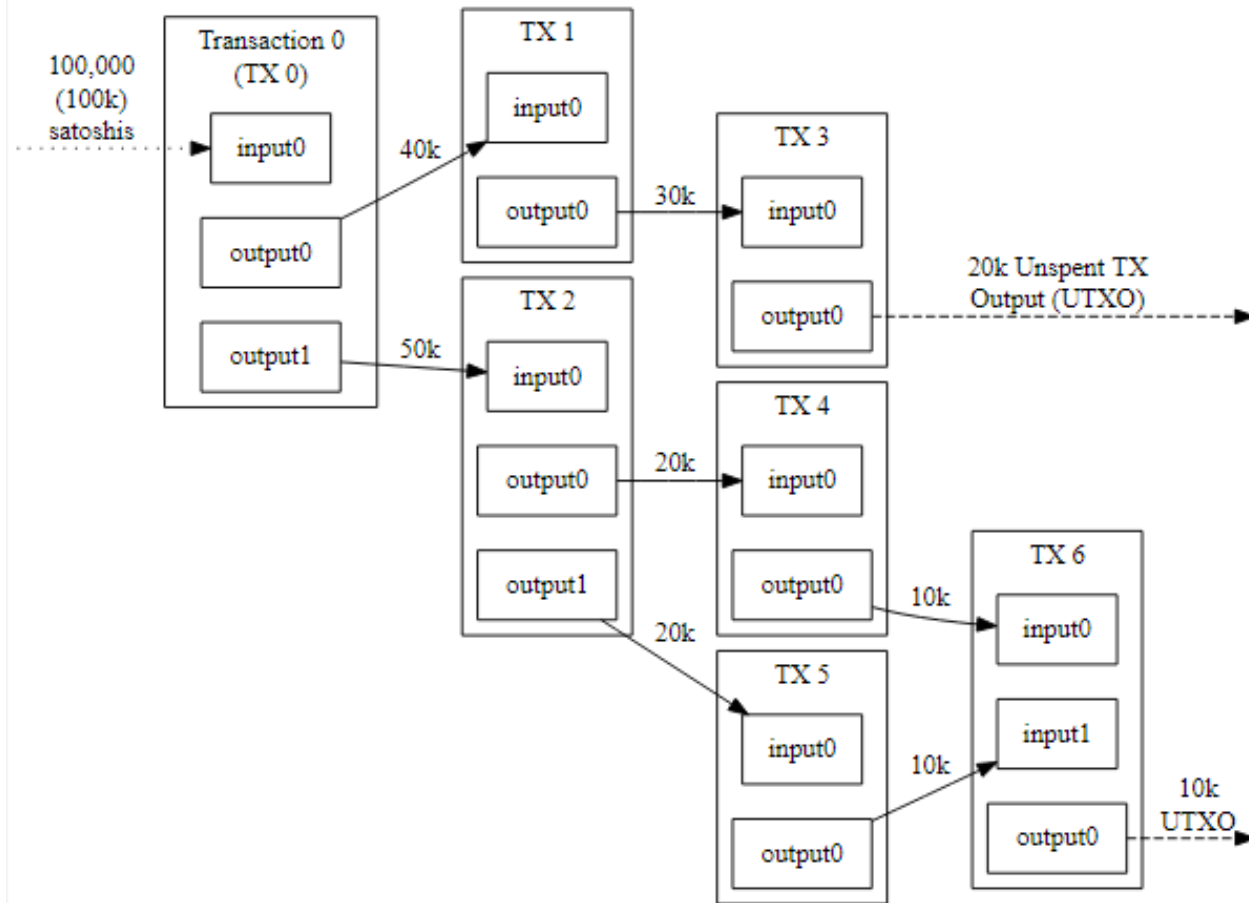 100,000
(100k)
satoshis
Transaction 0
(TX 0)
input0
output0
output1
40k
50k
TX 1
input0
output0
30k
TX 2
input0
output0
output1
20k
20k
TX 3
input0
output0
20k Unspent TX
Output (UTXO)
TX 4
input0
output0
10k
TX 5
input0
output0
10k
TX 6
input0
input1
output0
10k
UTXO